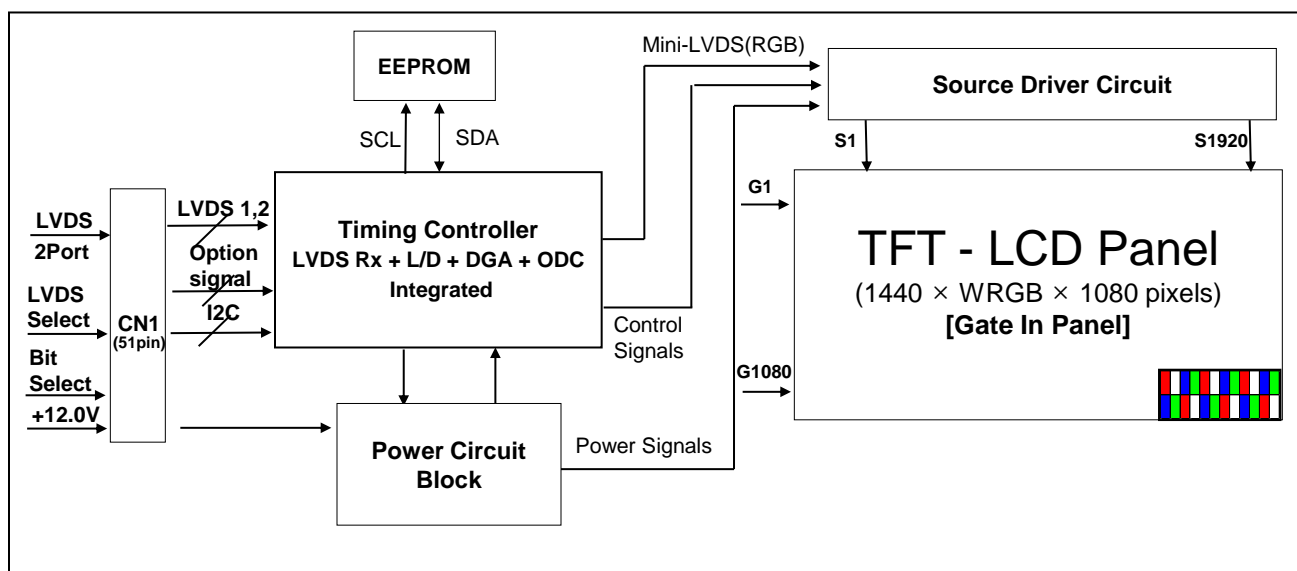 Mini-LVDS(RGB)
EEPROM
Source Driver Circuit
SCL
SDA
S1
S1920
G1
LVDS
2Port
LVDS
Select
Bit
Select
+12.0V
CN1
(51pin)
LVDS 1,2
Option
signal
I2C
Timing Controller
LVDS Rx + L/D + DGA + ODC
Integrated
Control
Signals
TFT - LCD Panel
(1440 × WRGB × 1080 pixels)
[Gate In Panel]
G1080
Power Circuit
Block
Power Signals